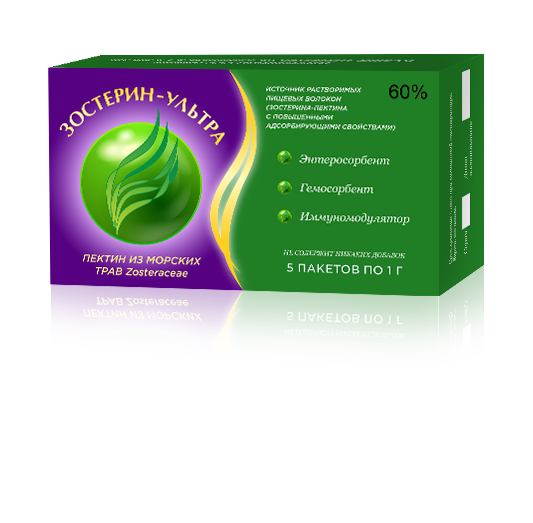 ЗОСТЕРИН-УЛЬТРА
ПЕКТИН ИЗ МОРСКИХ
ТРАВ Zosteraceae
60%
ИСТОЧНИК РАСТВОРИМЫХ
ПИЩЕВЫХ ВОЛОКОН
(ЗОСТЕРИНА-ПЕКТИНА
С ПОВЫШЕННЫМИ
АДСОРБИРУЮЩИМИ СВОЙСТВАМИ)
Энтеросорбент
Гемосорбент
Иммуномодулятор
НЕ СОДЕРЖИТ НИКАКИХ ДОБАВОК
5 ПАКЕТОВ ПО 1 Г